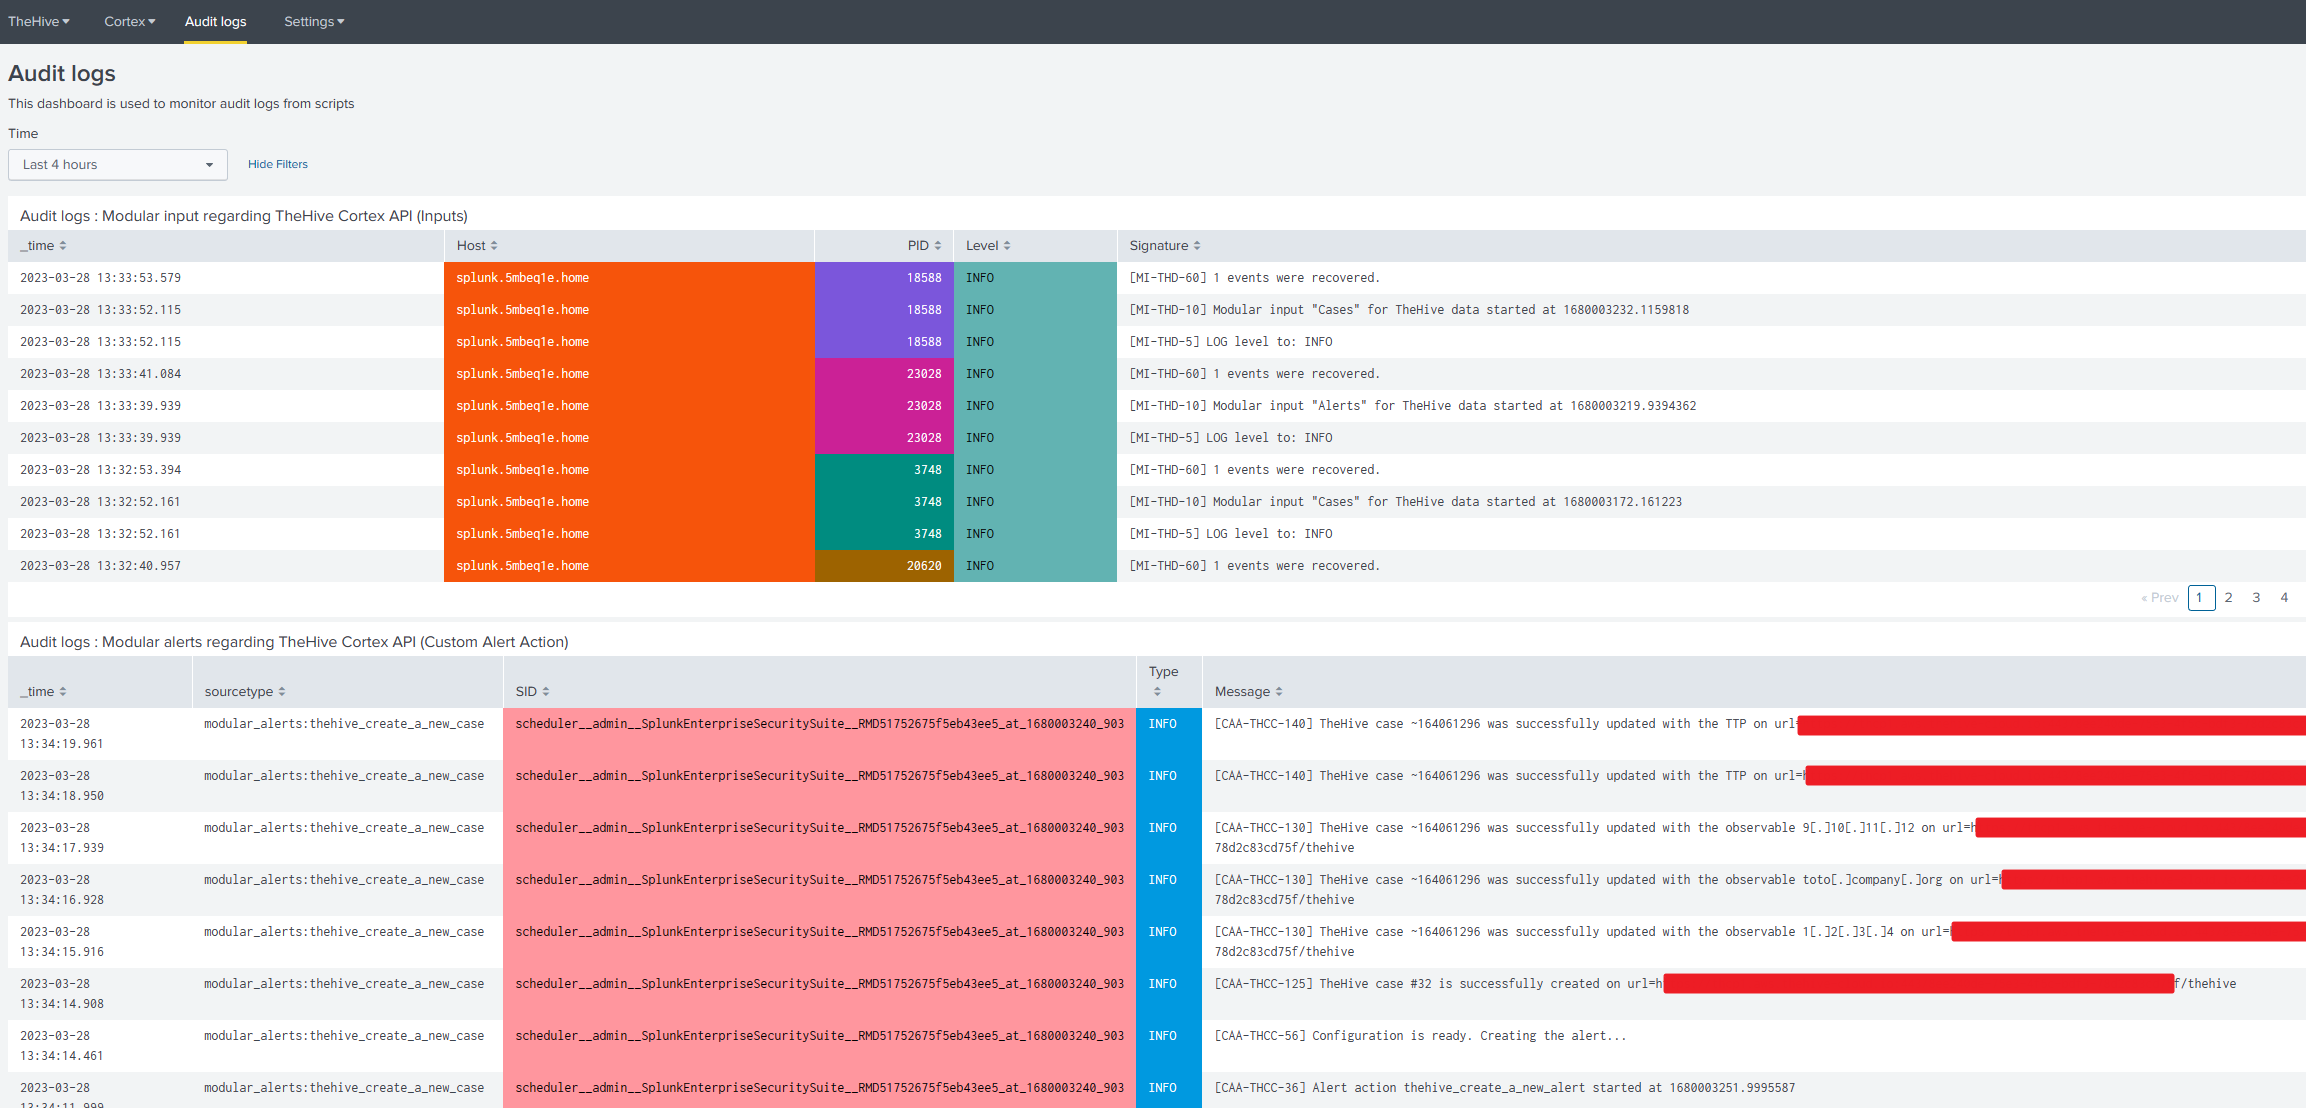 TheHive Cortex Audit logs Settings
Audit logs
This dashboard is used to monitor audit logs from scripts
Time
Last 4 hours Hide Filters
Audit logs : Modular input regarding TheHive Cortex API (Inputs)
_time Host PID Level Signature
2023-03-28 13:33:53.579 splunk.5mbeq1e.home 18588 INFO [MI-THD-60] 1 events were recovered.
2023-03-28 13:33:52.115 splunk.5mbeq1e.home 18588 INFO [MI-THD-10] Modular input "Cases" for TheHive data started at 1680003232.1159818
2023-03-28 13:33:52.115 splunk.5mbeq1e.home 18588 INFO [MI-THD-5] LOG level to: INFO
2023-03-28 13:33:41.084 splunk.5mbeq1e.home 23028 INFO [MI-THD-60] 1 events were recovered.
2023-03-28 13:33:39.939 splunk.5mbeq1e.home 23028 INFO [MI-THD-10] Modular input "Alerts" for TheHive data started at 1680003219.9394362
2023-03-28 13:33:39.939 splunk.5mbeq1e.home 23028 INFO [MI-THD-5] LOG level to: INFO
2023-03-28 13:32:53.394 splunk.5mbeq1e.home 3748 INFO [MI-THD-60] 1 events were recovered.
2023-03-28 13:32:52.161 splunk.5mbeq1e.home 3748 INFO [MI-THD-10] Modular input "Cases" for TheHive data started at 1680003172.161223
2023-03-28 13:32:52.161 splunk.5mbeq1e.home 3748 INFO [MI-THD-5] LOG level to: INFO
2023-03-28 13:32:40.957 splunk.5mbeq1e.home 20620 INFO [MI-THD-60] 1 events were recovered.
« Prev 1 2 3 4
Audit logs : Modular alerts regarding TheHive Cortex API (Custom Alert Action)
_time sourcetype SID Type Message
2023-03-28 modular_alerts:thehive_create_a_new_case scheduler__admin__SplunkEnterpriseSecuritySuite__RMD51752675f5eb43ee5_at_1680003240_903 INFO [CAA-THCC-140] TheHive case ~164061296 was successfully updated with the TTP on url=
13:34:19.961
2023-03-28 modular_alerts:thehive_create_a_new_case scheduler__admin__SplunkEnterpriseSecuritySuite__RMD51752675f5eb43ee5_at_1680003240_903 INFO [CAA-THCC-140] TheHive case ~164061296 was successfully updated with the TTP on url=h
13:34:18.950
2023-03-28 modular_alerts:thehive_create_a_new_case scheduler__admin__SplunkEnterpriseSecuritySuite__RMD51752675f5eb43ee5_at_1680003240_903 INFO [CAA-THCC-130] TheHive case ~164061296 was successfully updated with the observable 9[.]10[.]11[.]12 on url=h
13:34:17.939 78d2c83cd75f/thehive
2023-03-28 modular_alerts:thehive_create_a_new_case scheduler__admin__SplunkEnterpriseSecuritySuite__RMD51752675f5eb43ee5_at_1680003240_903 INFO [CAA-THCC-130] TheHive case ~164061296 was successfully updated with the observable toto[.]company[.]org on url=h
13:34:16.928 78d2c83cd75f/thehive
2023-03-28 modular_alerts:thehive_create_a_new_case scheduler__admin__SplunkEnterpriseSecuritySuite__RMD51752675f5eb43ee5_at_1680003240_903 INFO [CAA-THCC-130] TheHive case ~164061296 was successfully updated with the observable 1[.]2[.]3[.]4 on url=h
13:34:15.916 78d2c83cd75f/thehive
2023-03-28 modular_alerts:thehive_create_a_new_case scheduler__admin__SplunkEnterpriseSecuritySuite__RMD51752675f5eb43ee5_at_1680003240_903 INFO [CAA-THCC-125] TheHive case #32 is successfully created on url=h f/thehive
13:34:14.908
2023-03-28 modular_alerts:thehive_create_a_new_case scheduler__admin__SplunkEnterpriseSecuritySuite__RMD51752675f5eb43ee5_at_1680003240_903 INFO [CAA-THCC-56] Configuration is ready. Creating the alert...
13:34:14.461
2023-03-28 modular_alerts:thehive_create_a_new_case scheduler__admin__SplunkEnterpriseSecuritySuite__RMD51752675f5eb43ee5_at_1680003240_903 INFO [CAA-THCC-36] Alert action thehive_create_a_new_alert started at 1680003251.9995587
13:34:11.999